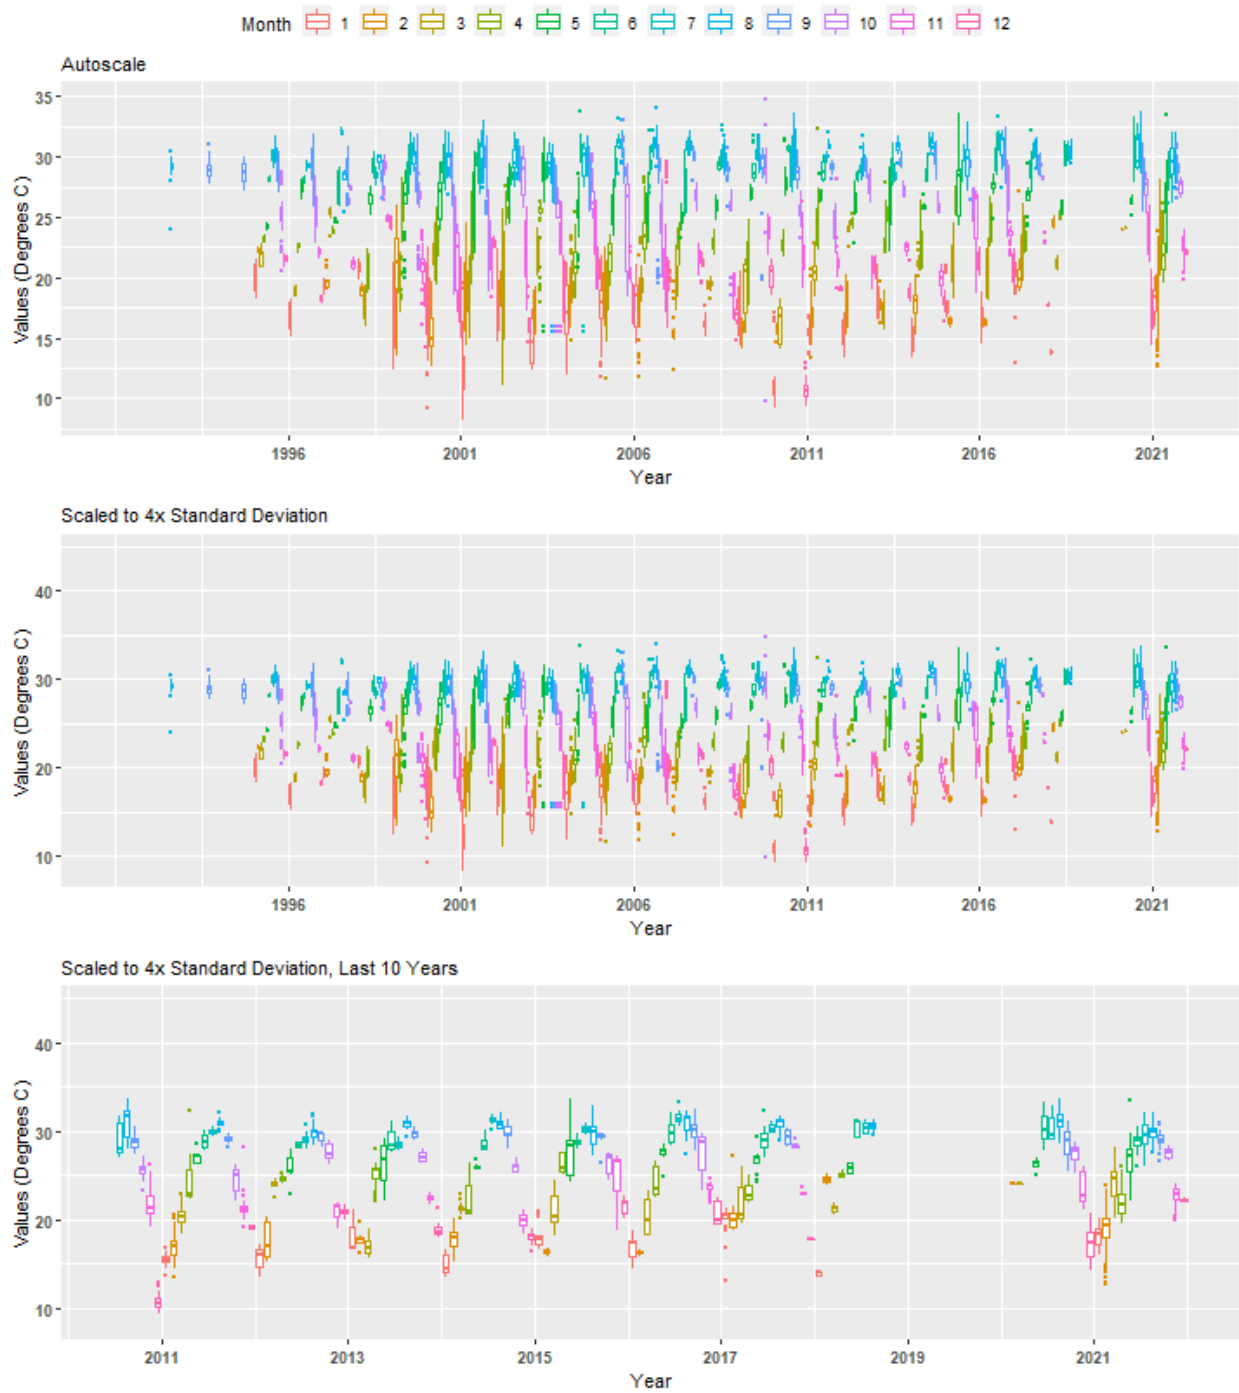 Month 1 2 3 4 5 6 7 8 9 10 11 12
Autoscale
Values (Degrees C)
35
30
25
20
15
10
1996 2001 2006 2011 2016 2021
Year
Scaled to 4x Standard Deviation
Values (Degrees C)
40
30
20
10
1996 2001 2006 2011 2016 2021
Year
Scaled to 4x Standard Deviation, Last 10 Years
Values (Degrees C)
40
30
20
10
2011 2013 2015 2017 2019 2021
Year